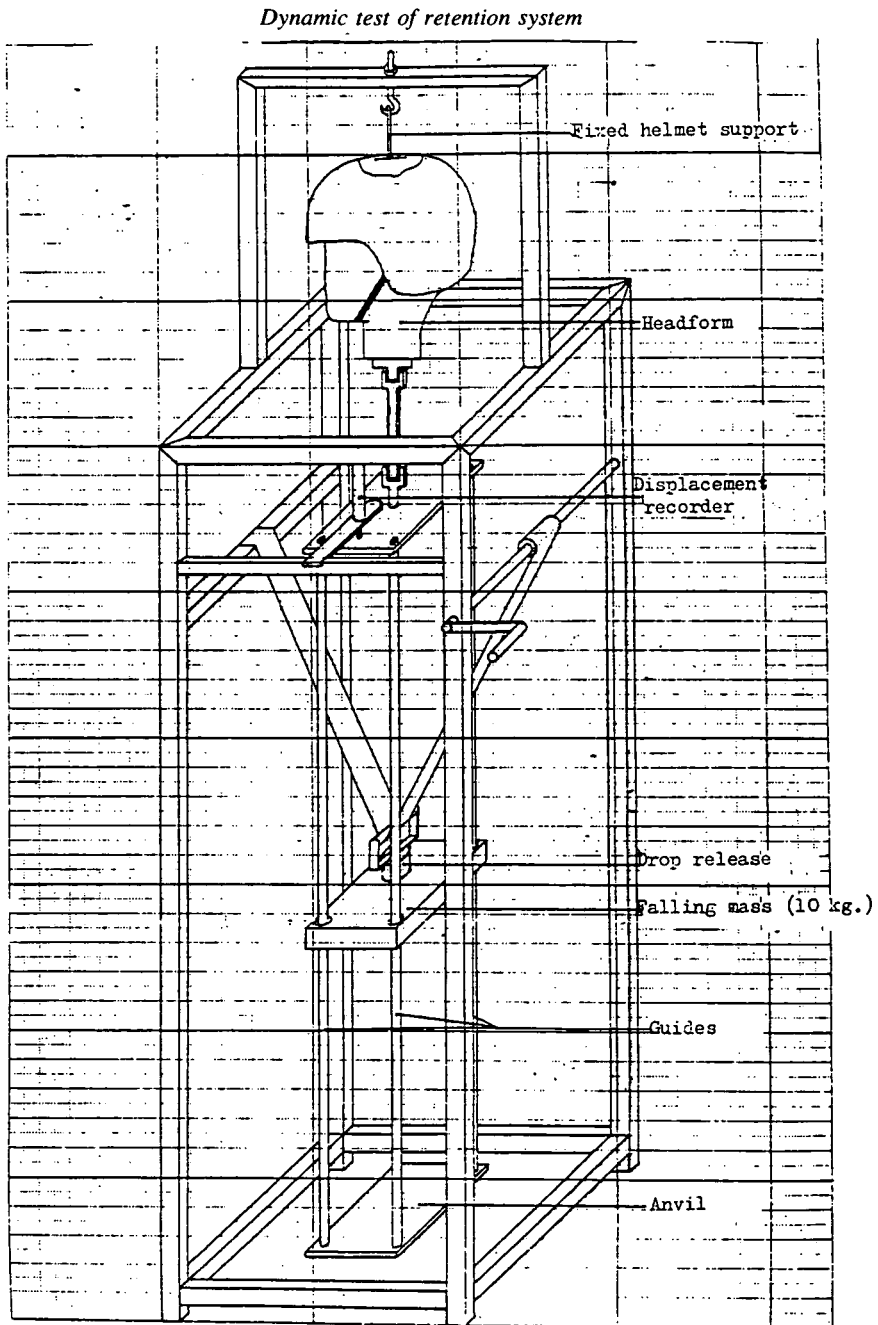 Dynamic test of retention system
Fixed helmet support
Headform
Displacement
recorder
Drop release
Falling mass (10 kg.)
Guides
Anvil